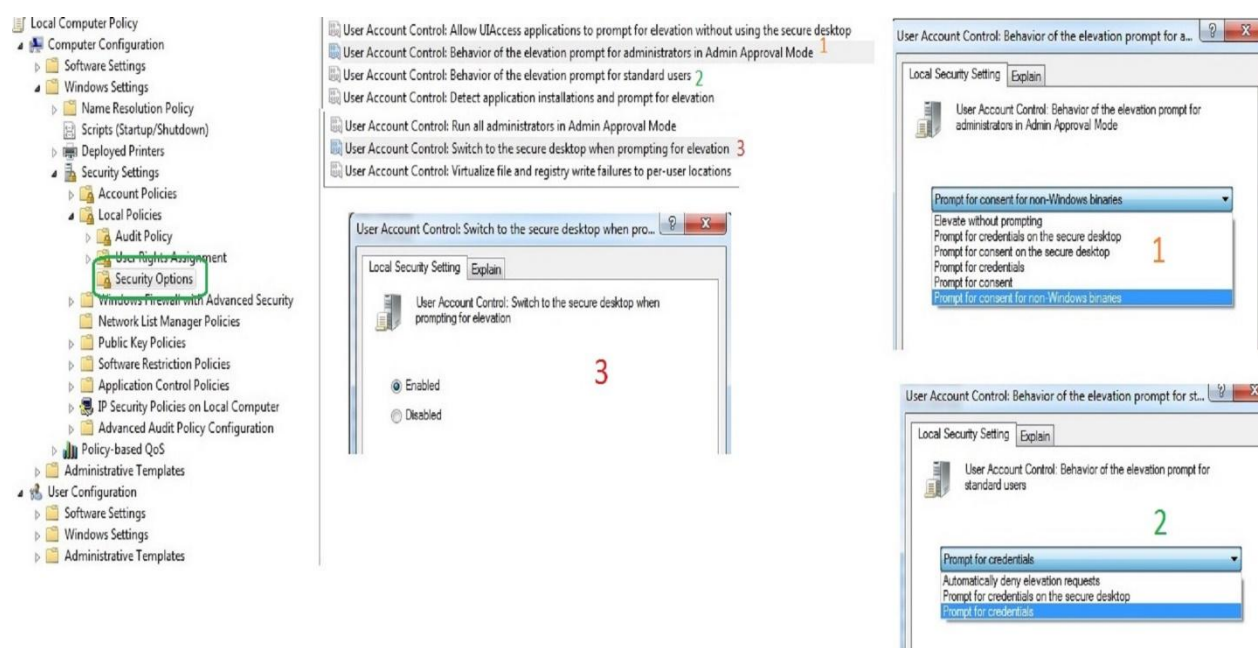 Local Computer Policy
Computer Configuration
Software Settings
Windows Settings
Name Resolution Policy
Scripts (Startup/Shutdown)
Deployed Printers
Security Settings
Account Policies
Local Policies
Audit Policy
User Rights Assignment
Security Options
Windows Firewall with Advanced Security
Network List Manager Policies
Public Key Policies
Software Restriction Policies
Application Control Policies
IP Security Policies on Local Computer
Advanced Audit Policy Configuration
Policy-based QoS
Administrative Templates
User Configuration
Software Settings
Windows Settings
Administrative Templates
User Account Control: Allow UIAccess applications to prompt for elevation without using the secure desktop
User Account Control: Behavior of the elevation prompt for administrators in Admin Approval Mode 1
User Account Control: Behavior of the elevation prompt for standard users 2
User Account Control: Detect application installations and prompt for elevation
User Account Control: Run all administrators in Admin Approval Mode
User Account Control: Switch to the secure desktop when prompting for elevation 3
User Account Control: Virtualize file and registry write failures to per-user locations
User Account Control: Switch to the secure desktop when pro...
Local Security Setting Explain
User Account Control: Switch to the secure desktop when
prompting for elevation
3
Enabled
Disabled
User Account Control: Behavior of the elevation prompt for a...
Local Security Setting Explain
User Account Control: Behavior of the elevation prompt for
administrators in Admin Approval Mode
Prompt for consent for non-Windows binaries
Elevate without prompting
Prompt for credentials on the secure desktop
Prompt for consent on the secure desktop
Prompt for credentials
Prompt for consent
Prompt for consent for non-Windows binaries
1
User Account Control: Behavior of the elevation prompt for st...
Local Security Setting Explain
User Account Control: Behavior of the elevation prompt for
standard users
2
Prompt for credentials
Automatically deny elevation requests
Prompt for credentials on the secure desktop
Prompt for credentials